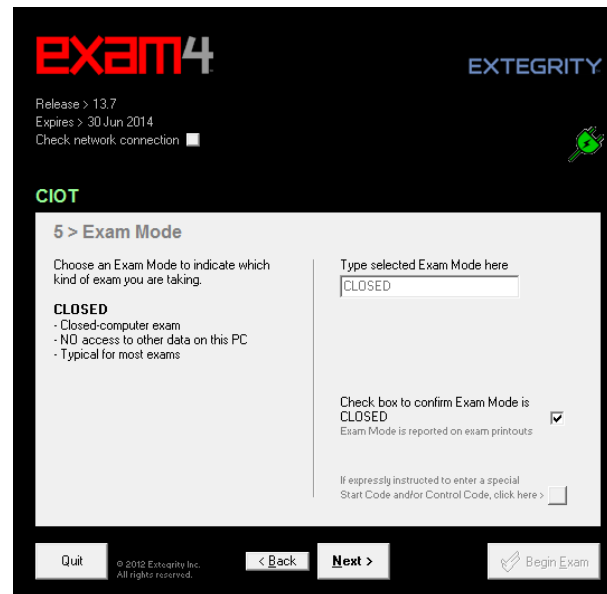 exam4
EXTEGRITY
Release > 13.7
Expires > 30 Jun 2014
Check network connection
CIOT
5 > Exam Mode
Choose an Exam Mode to indicate which
kind of exam you are taking.
CLOSED
- Closed-computer exam
- NO access to other data on this PC
- Typical for most exams
Type selected Exam Mode here
CLOSED
Check box to confirm Exam Mode is
CLOSED
Exam Mode is reported on exam printouts
If expressly instructed to enter a special
Start Code and/or Control Code, click here >
Quit
© 2012 Extegrity Inc.
All rights reserved.
< Back
Next >
Begin Exam